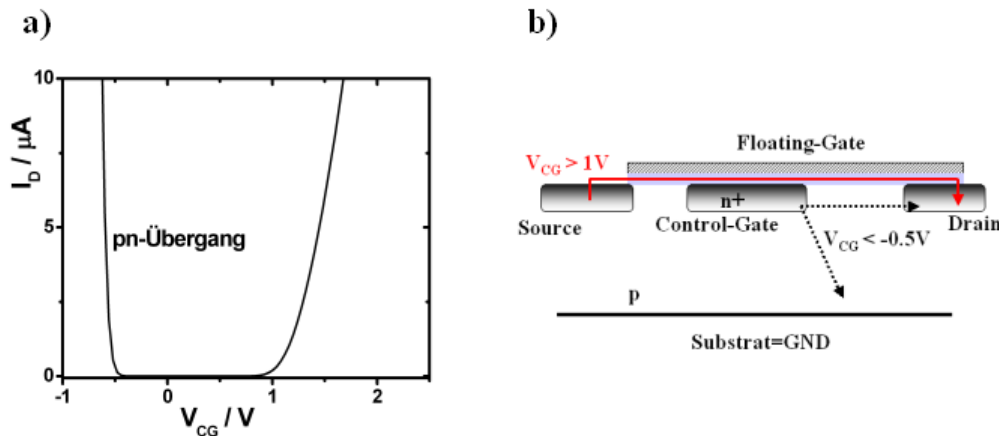 a)
10
5
0
I_D / μA
pn-Übergang
-1 0 1 2
V_CG / V
b)
Floating-Gate
V_CG > 1V
n+
Source
Control-Gate
Drain
V_CG < -0.5V
p
Substrat=GND